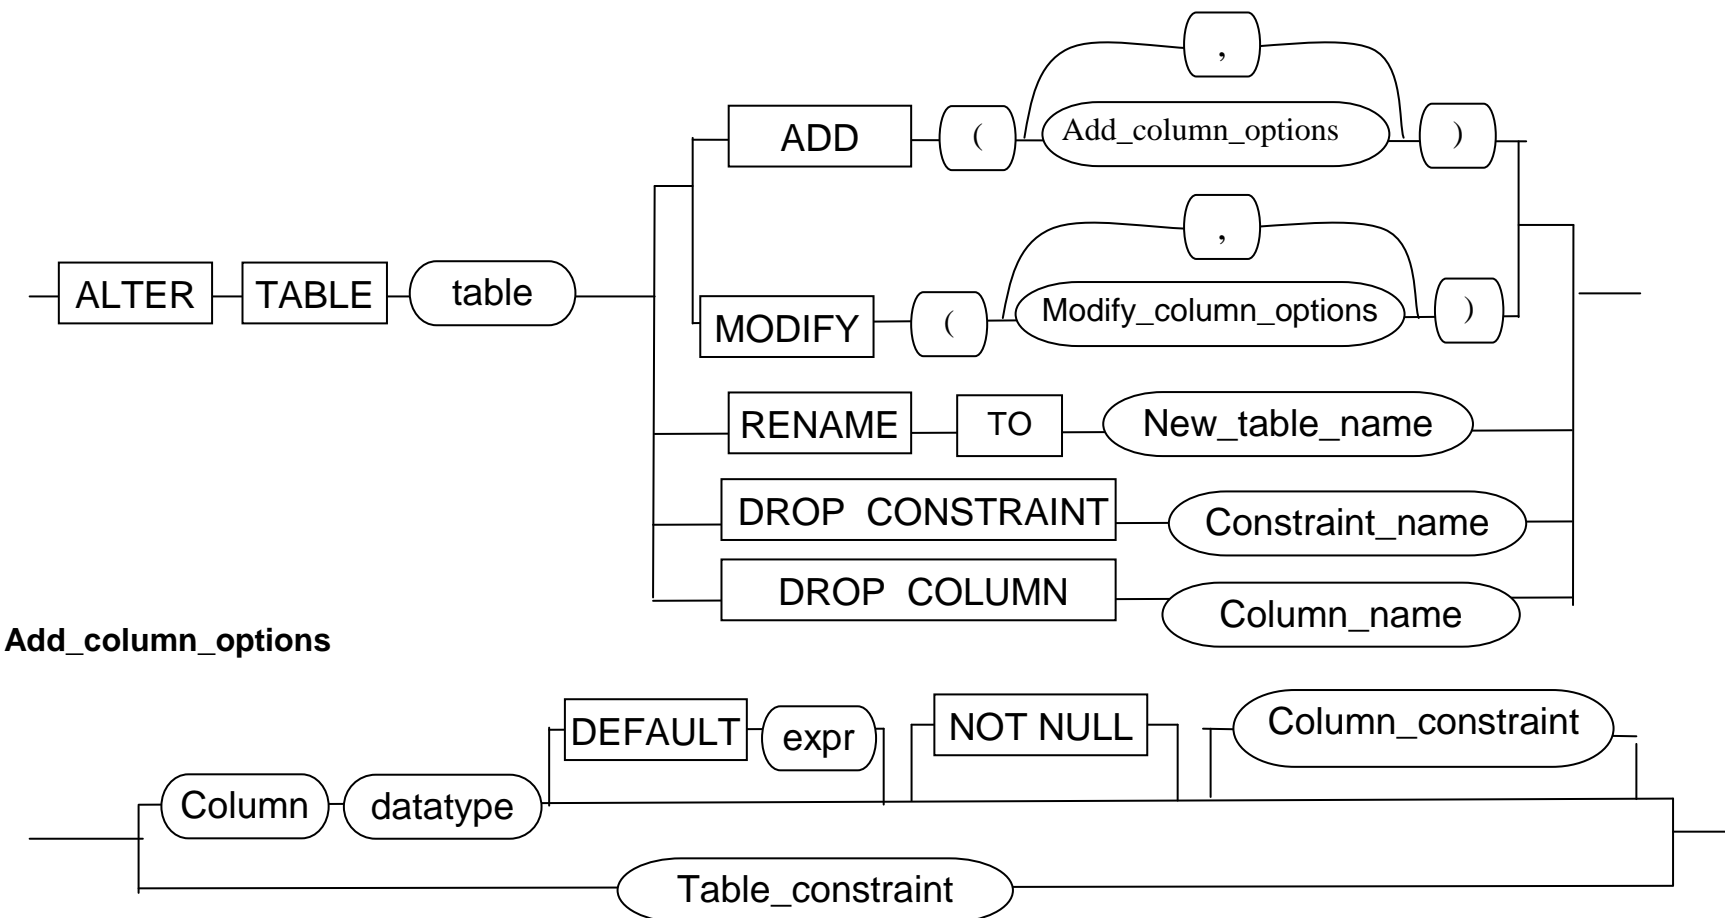 ,
ADD ( Add_column_options )
,
ALTER TABLE table
MODIFY ( Modify_column_options )
RENAME TO New_table_name
DROP CONSTRAINT Constraint_name
DROP COLUMN Column_name
Add_column_options
DEFAULT expr NOT NULL Column_constraint
Column datatype
Table_constraint